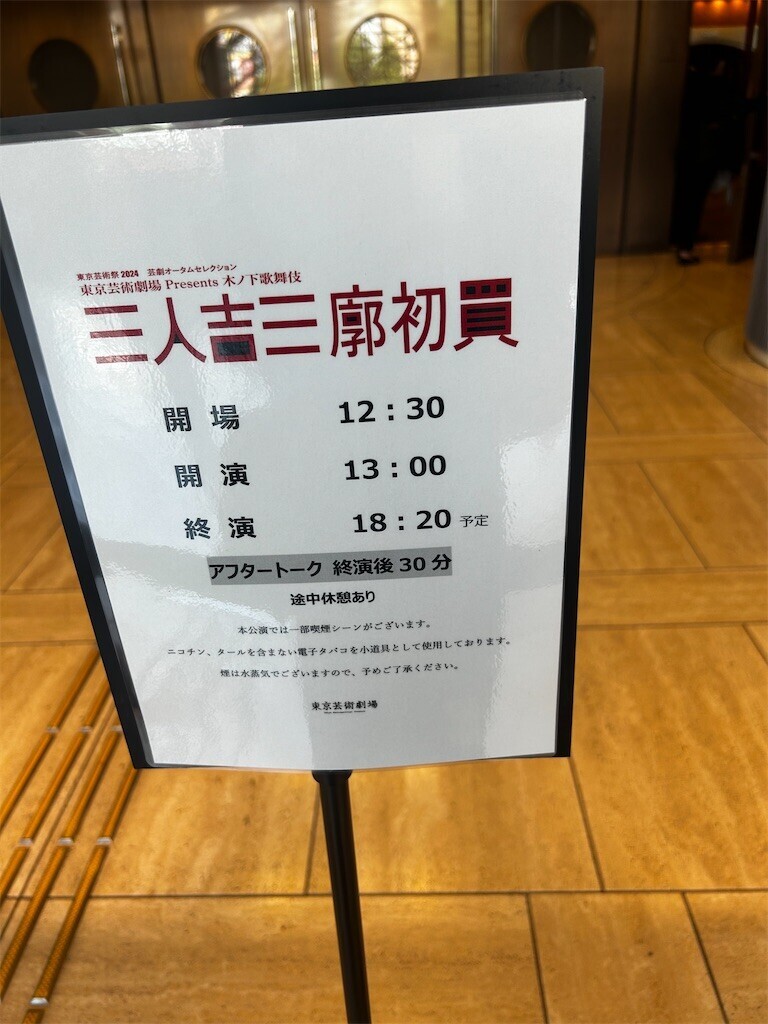 東京芸術祭 2024 芸劇オータムセレクション
東京芸術劇場 Presents 木ノ下歌舞伎
三人吉三廓初買
開 場 12：30
開 演 13：00
終 演 18：20 予定
アフタートーク 終演後 30 分
途中休憩あり
本公演では一部喫煙シーンがございます。
ニコチン、タールを含まない電子タバコを小道具として使用しております。
煙は水蒸気でございますので、予めご了承ください。
東京芸術劇場